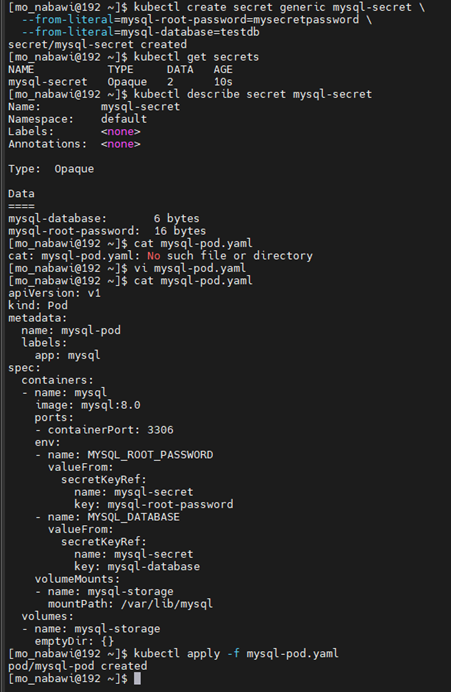 [mo_nabawi@192 ~]$ kubectl create secret generic mysql-secret \
  --from-literal=mysql-root-password=mysecretpassword \
  --from-literal=mysql-database=testdb
secret/mysql-secret created
[mo_nabawi@192 ~]$ kubectl get secrets
NAME           TYPE     DATA   AGE
mysql-secret   Opaque   2      10s
[mo_nabawi@192 ~]$ kubectl describe secret mysql-secret
Name:         mysql-secret
Namespace:    default
Labels:       <none>
Annotations:  <none>

Type:  Opaque

Data
====
mysql-database:       6 bytes
mysql-root-password:  16 bytes
[mo_nabawi@192 ~]$ cat mysql-pod.yaml
cat: mysql-pod.yaml: No such file or directory
[mo_nabawi@192 ~]$ vi mysql-pod.yaml
[mo_nabawi@192 ~]$ cat mysql-pod.yaml
apiVersion: v1
kind: Pod
metadata:
  name: mysql-pod
  labels:
    app: mysql
spec:
  containers:
  - name: mysql
    image: mysql:8.0
    ports:
    - containerPort: 3306
    env:
    - name: MYSQL_ROOT_PASSWORD
      valueFrom:
        secretKeyRef:
          name: mysql-secret
          key: mysql-root-password
    - name: MYSQL_DATABASE
      valueFrom:
        secretKeyRef:
          name: mysql-secret
          key: mysql-database
    volumeMounts:
    - name: mysql-storage
      mountPath: /var/lib/mysql
  volumes:
  - name: mysql-storage
    emptyDir: {}
[mo_nabawi@192 ~]$ kubectl apply -f mysql-pod.yaml
pod/mysql-pod created
[mo_nabawi@192 ~]$